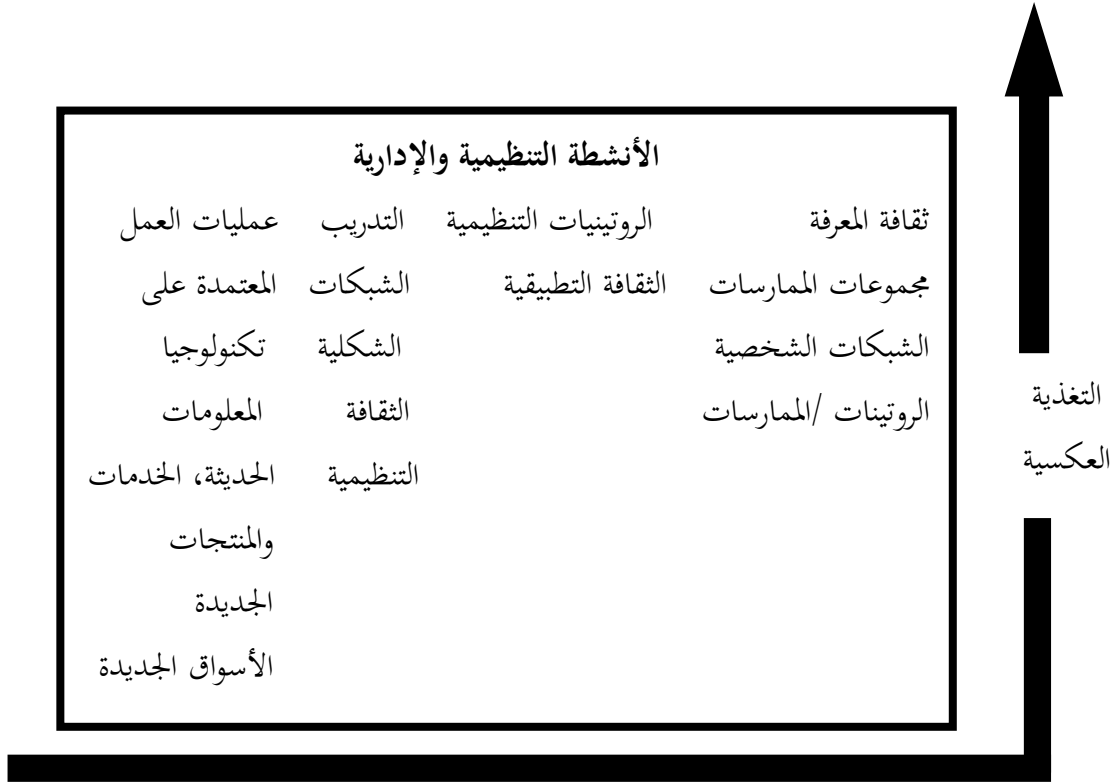 الأنشطة التنظيمية والإدارية
ثقافة المعرفة الروتينيات التنظيمية التدريب عمليات العمل
مجموعات الممارسات الثقافة التطبيقية الشبكات المعتمدة على
الشبكات الشخصية الشكلية تكنولوجيا
الروتينات /الممارسات الثقافة المعلومات
التنظيمية الحديثة، الخدمات
والمنتجات
الجديدة
الأسواق الجديدة
التغذية
العكسية